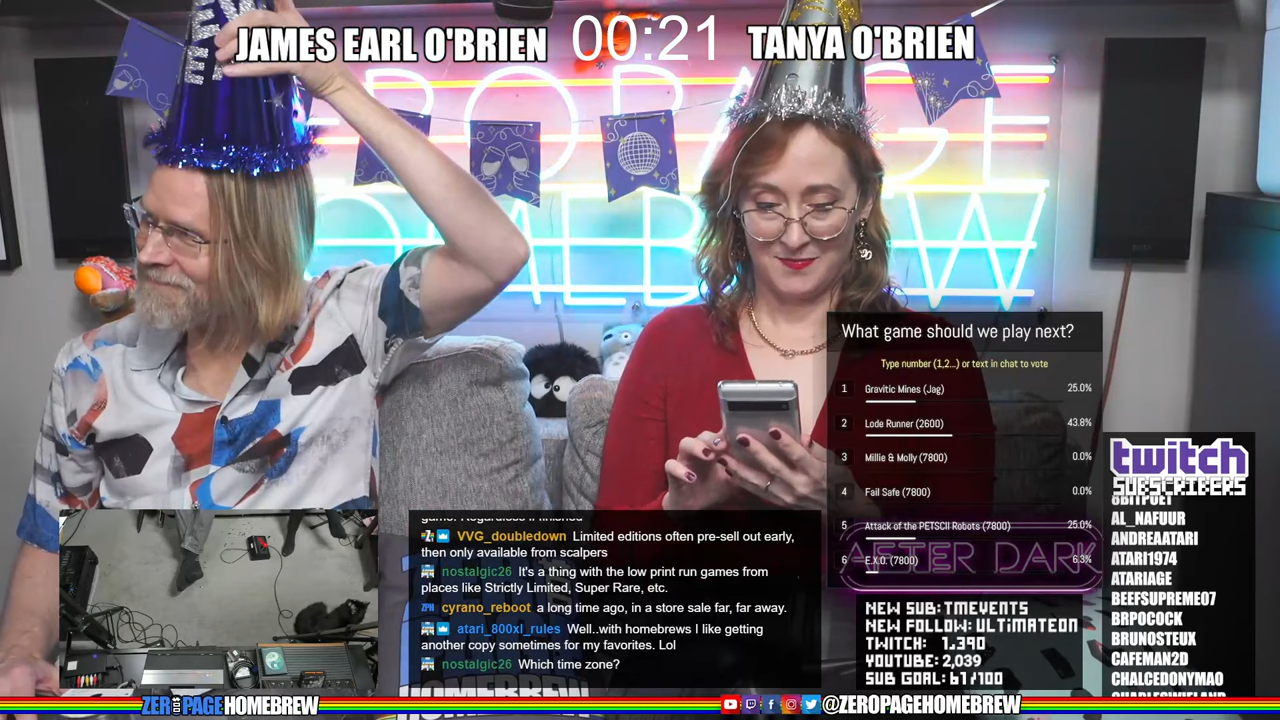 JAMES EARL O'BRIEN
00:21
TANYA O'BRIEN
What game should we play next?
Type number (1,2...) or text in chat to vote
1 Gravitic Mines (Jag) 25.0%
2 Lode Runner (2600) 43.8%
3 Millie & Molly (7800) 0.0%
4 Fail Safe (7800) 0.0%
5 Attack of the PETSCII Robots (7800) 25.0%
6 E.X.O. (7800) 6.3%
AFTER DARK
twitch
SUBSCRIBERS
AL_NAFUUR
ANDREAATARI
ATARI1974
ATARIAGE
BEEFSUPREME07
BRPOCOCK
BRUNOSTEUX
CAFEMAN2D
CHALCEDONYMAO
game. Regardless if finished
VVG_doubledown Limited editions often pre-sell out early,
then only available from scalpers
nostalgic26 It's a thing with the low print run games from
places like Strictly Limited, Super Rare, etc.
cyrano_reboot a long time ago, in a store sale far, far away.
atari_800xl_rules Well..with homebrews I like getting
another copy sometimes for my favorites. Lol
nostalgic26 Which time zone?
NEW SUB: TMEVENTS
NEW FOLLOW: ULTIMATEON
TWITCH: 1,390
YOUTUBE: 2,039
SUB GOAL: 67/100
HOMEBREW
ZEROPAGEHOMEBREW
@ZEROPAGEHOMEBREW